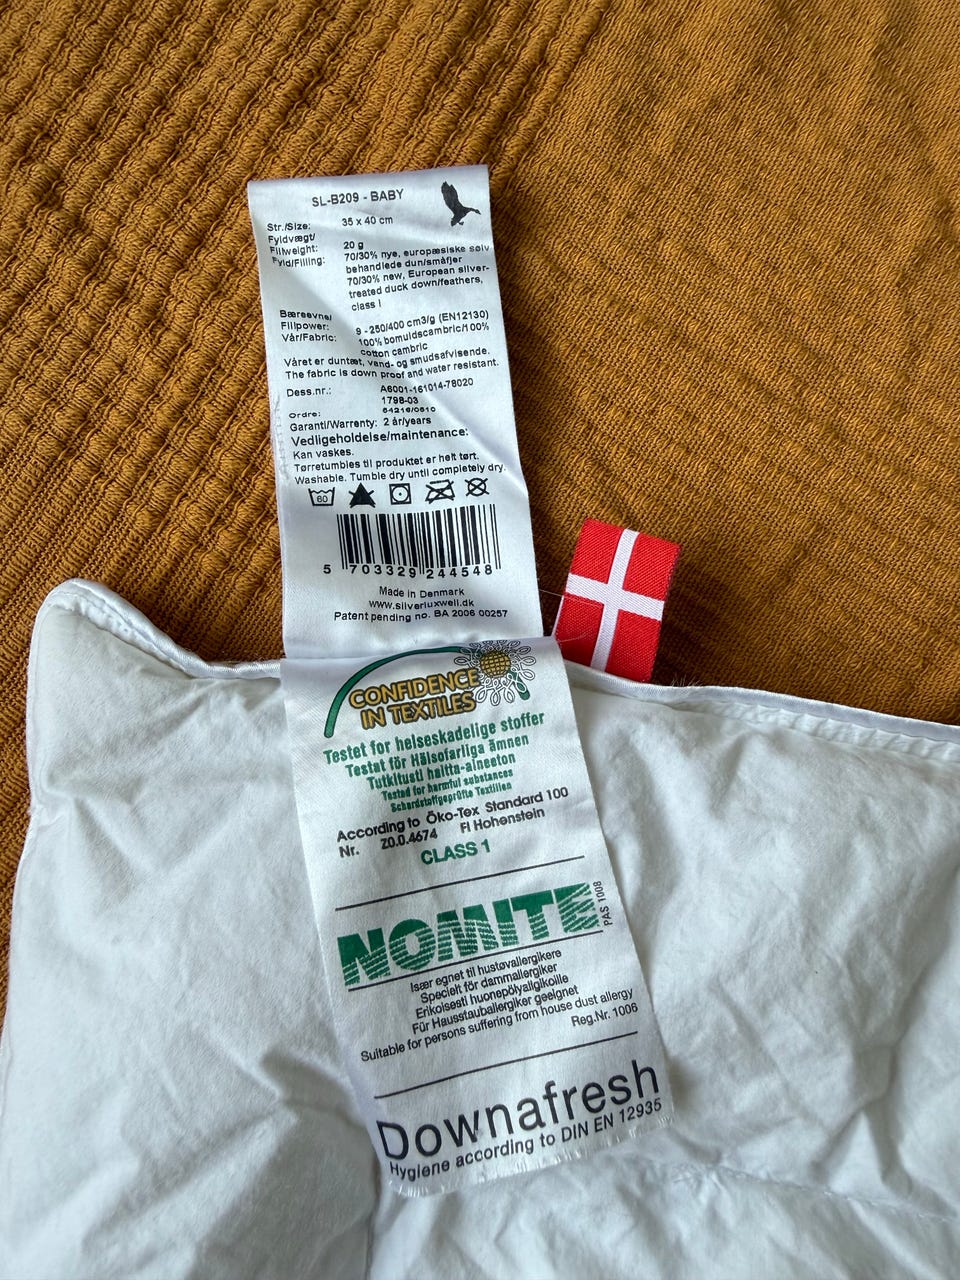 SL-B209 - BABY
Str./Size: 35 x 40 cm
Fyldvægt/
Fillweight: 20 g
Fyld/Filling: 70/30% nye, europæiske sølv
behandlede dun/småfjer
70/30% new, European silver-
treated duck down/feathers,
class I
Bæreevne/
Fillpower: 9 - 250/400 cm3/g (EN12130)
Vår/Fabric: 100% bomuldscambric/100%
cotton cambric
Våret er duntæt, vand- og smudsafvisende.
The fabric is down proof and water resistant.
Dess.nr.: A6001-161014-78020
1798-03
Ordre: 64216/0610
Garanti/Warrenty: 2 år/years
Vedligeholdelse/maintenance:
Kan vaskes.
Tørretumbles til produktet er helt tørt.
Washable. Tumble dry until completely dry.
60
5 703329 244548
Made in Denmark
www.silverluxwell.dk
Patent pending no. BA 2006 00257
CONFIDENCE
IN TEXTILES
Testet for helseskadelige stoffer
Testat för Hälsofarliga ämnen
Tutkitusti haitta-aineeton
Tested for harmful substances
Schardstoffgeprüfte Textilien
According to Öko-Tex Standard 100
Nr. Z0.0.4674 FI Hohenstein
CLASS 1
NOMITE PAS 1008
Især egnet til hustøvallergikere
Specielt för dammallergiker
Erikoisesti huonepölyallgikoille
Für Hausstauballergiker geeignet
Suitable for persons suffering from house dust allergy
Reg.Nr. 1006
Downafresh
Hygiene according to DIN EN 12935